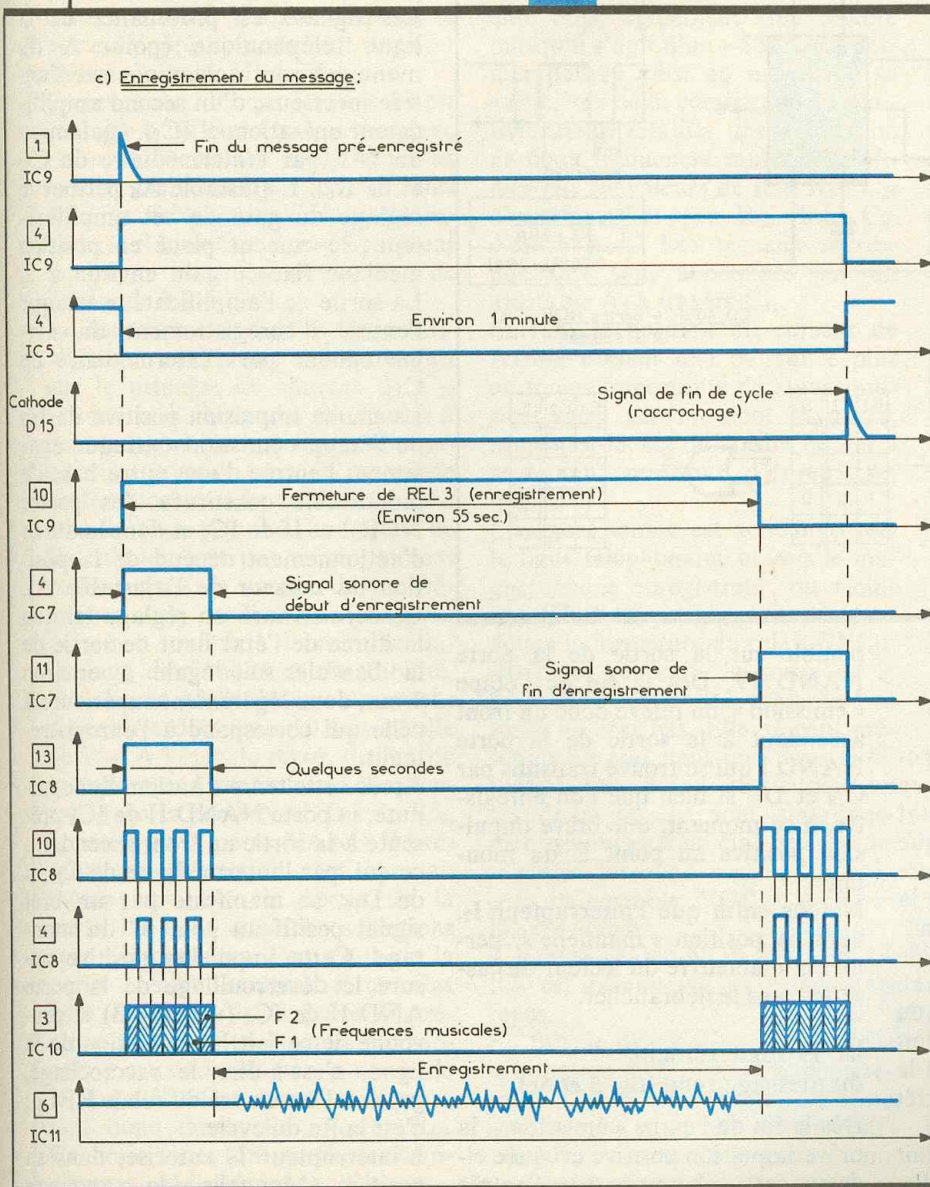 c) Enregistrement du message:
1
IC9
Fin du message pré-enregistré
4
IC9
4
IC5
Environ 1 minute
Cathode
D15
Signal de fin de cycle
(raccrochage)
10
IC9
Fermeture de REL 3 (enregistrement)
(Environ 55 sec.)
4
IC7
Signal sonore de
début d'enregistrement
11
IC7
Signal sonore de
fin d'enregistrement
13
IC8
Quelques secondes
10
IC8
4
IC8
3
IC10
F2
(Fréquences musicales)
F1
Enregistrement
6
IC11